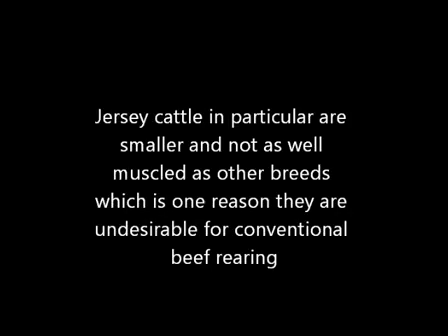 Jersey cattle in particular are
smaller and not as well
muscled as other breeds
which is one reason they are
undesirable for conventional
beef rearing